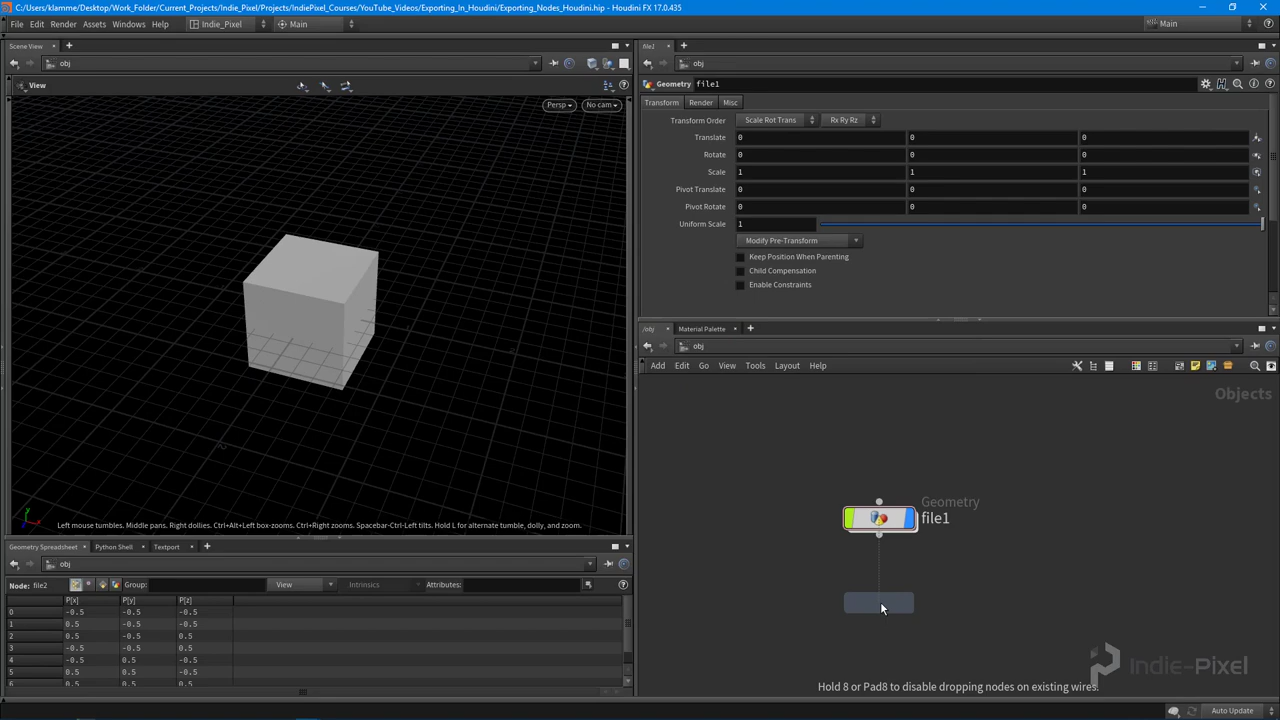 C:/Users/klamme/Desktop/Work_Folder/Current_Projects/Indie_Pixel/Projects/IndiePixel_Courses/YouTube_Videos/Exporting_In_Houdini/Exporting_Nodes_Houdini.hip - Houdini FX 17.0.435
File Edit Render Assets Windows Help Indie_Pixel Main Main
Scene View
obj
View
Persp No cam
Left mouse tumbles. Middle pans. Right dollies. Ctrl+Alt+Left box-zooms. Ctrl+Right zooms. Spacebar-Ctrl-Left tilts. Hold L for alternate tumble, dolly, and zoom.
y
z
x
Geometry Spreadsheet Python Shell Textport
obj
Node: file2 Group: View Intrinsics Attributes:
P[x] P[y] P[z]
0 -0.5 -0.5 -0.5
1 0.5 -0.5 -0.5
2 0.5 -0.5 0.5
3 -0.5 -0.5 0.5
4 -0.5 0.5 -0.5
5 0.5 0.5 -0.5
6 0.5 0.5 0.5
file1
obj
Geometry file1
Transform Render Misc
Transform Order Scale Rot Trans Rx Ry Rz
Translate 0 0 0
Rotate 0 0 0
Scale 1 1 1
Pivot Translate 0 0 0
Pivot Rotate 0 0 0
Uniform Scale 1
Modify Pre-Transform
Keep Position When Parenting
Child Compensation
Enable Constraints
/obj Material Palette
obj
Add Edit Go View Tools Layout Help
Objects
Geometry
file1
Indie-Pixel
Hold 8 or Pad8 to disable dropping nodes on existing wires.
Auto Update